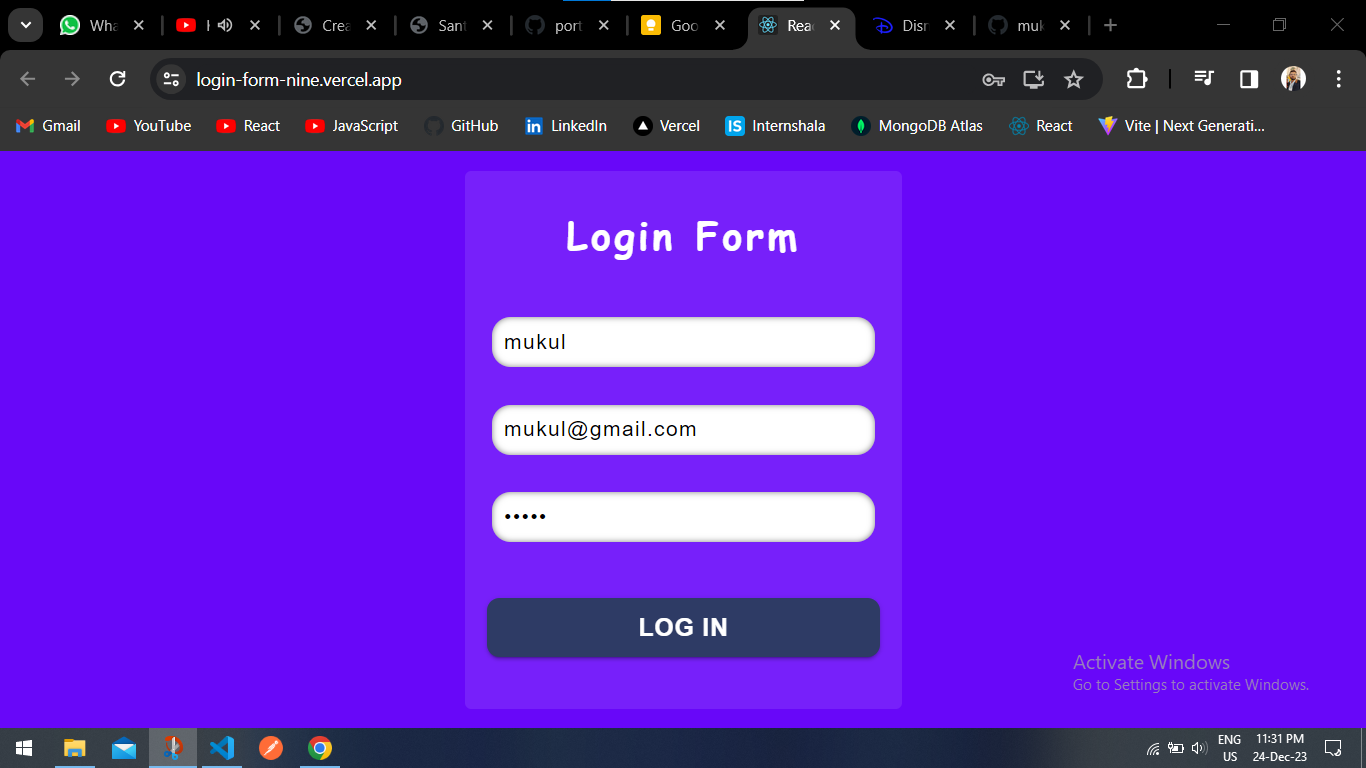 Wha
Crea
Sant
port
Goo
Reac
Disn
muk
login-form-nine.vercel.app
Gmail
YouTube
React
JavaScript
GitHub
LinkedIn
Vercel
IS
Internshala
MongoDB Atlas
React
Vite | Next Generati...
Login Form
mukul
mukul@gmail.com
•••••
LOG IN
Activate Windows
Go to Settings to activate Windows.
ENG
US
11:31 PM
24-Dec-23